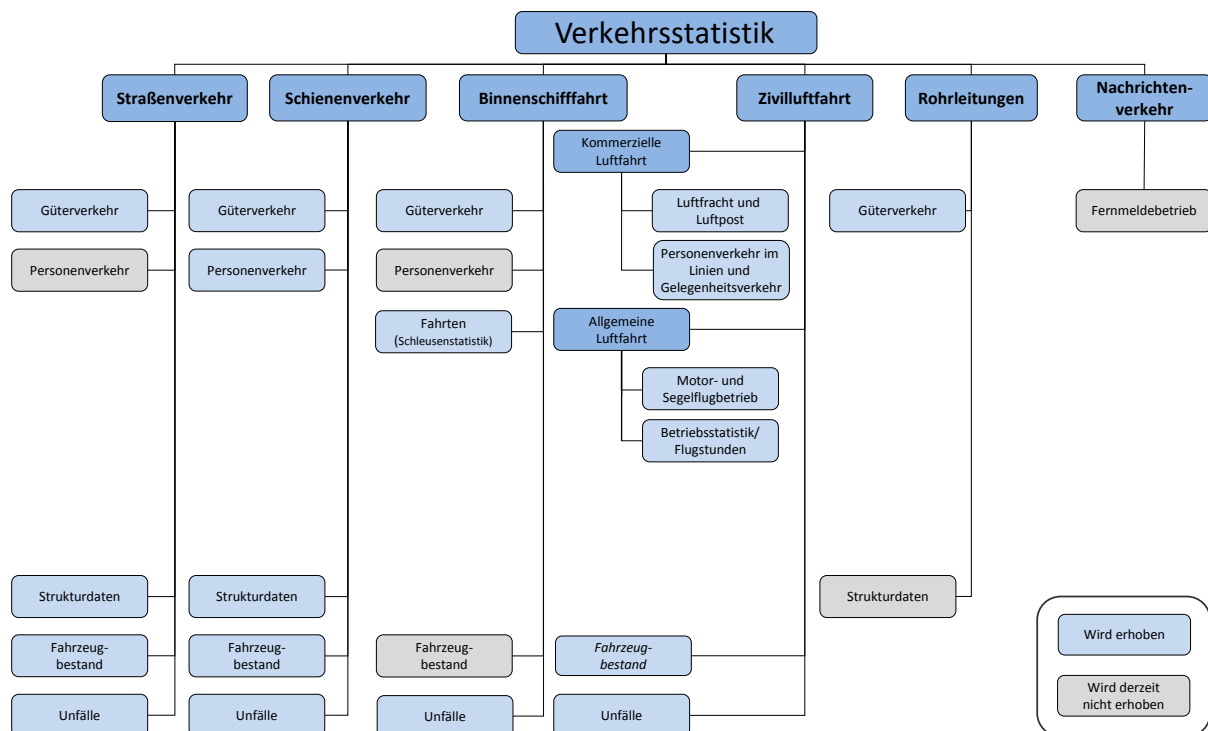 Verkehrsstatistik
Straßenverkehr
Schienenverkehr
Binnenschifffahrt
Zivilluftfahrt
Rohrleitungen
Nachrichten-
verkehr
Kommerzielle
Luftfahrt
Güterverkehr
Güterverkehr
Güterverkehr
Luftfracht und
Luftpost
Güterverkehr
Fernmeldebetrieb
Personenverkehr
Personenverkehr
Personenverkehr
Personenverkehr im
Linien und
Gelegenheitsverkehr
Fahrten
(Schleusenstatistik)
Allgemeine
Luftfahrt
Motor- und
Segelflugbetrieb
Betriebsstatistik/
Flugstunden
Strukturdaten
Strukturdaten
Strukturdaten
Fahrzeug-
bestand
Fahrzeug-
bestand
Fahrzeug-
bestand
Fahrzeug-
bestand
Unfälle
Unfälle
Unfälle
Unfälle
Wird erhoben
Wird derzeit
nicht erhoben